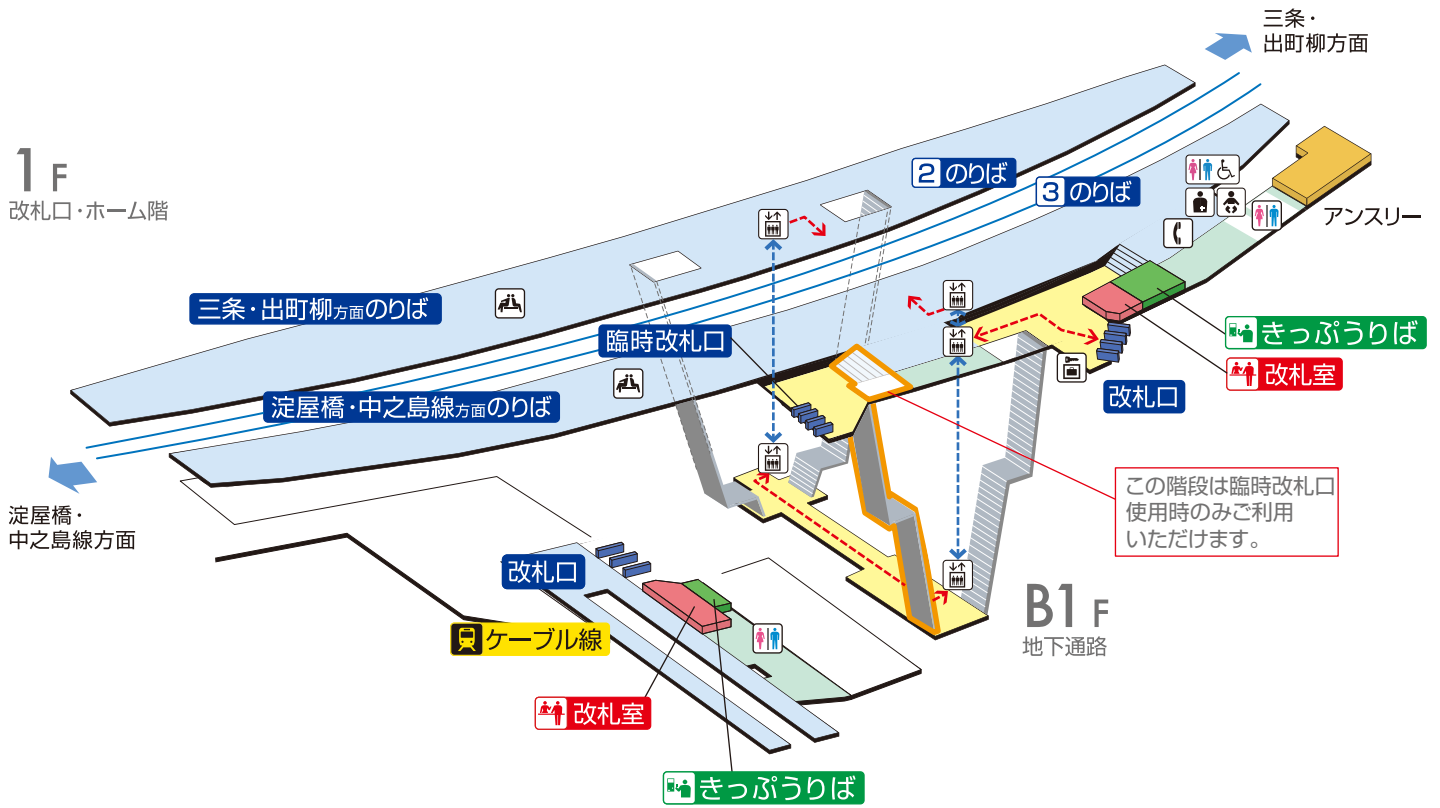 三条・
出町柳方面
1F
改札口・ホーム階
2 のりば
3 のりば
アンスリー
三条・出町柳方面のりば
臨時改札口
きっぷうりば
改札室
改札口
淀屋橋・中之島線方面のりば
この階段は臨時改札口
使用時のみご利用
いただけます。
淀屋橋・
中之島線方面
改札口
B1F
地下通路
ケーブル線
改札室
きっぷうりば